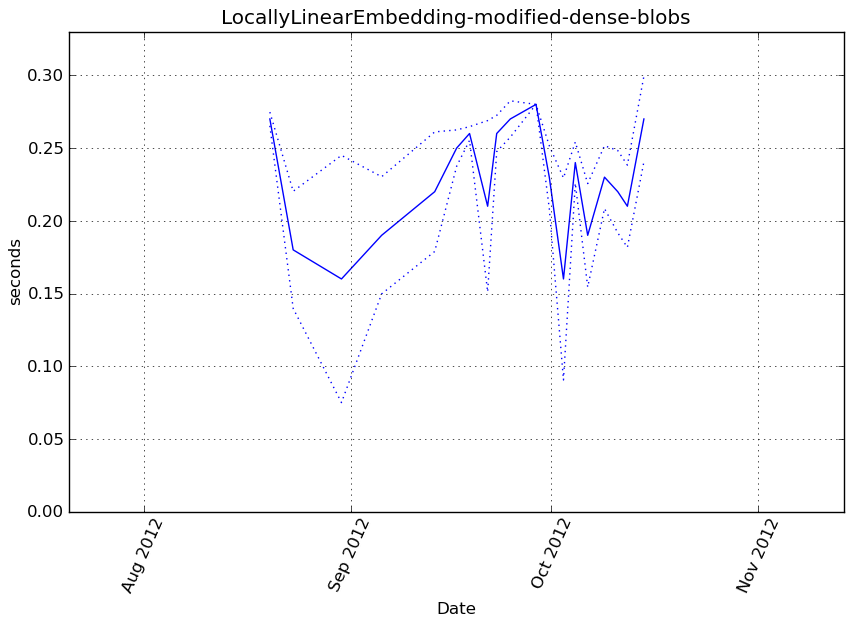 LocallyLinearEmbedding-modified-dense-blobs
0.30
0.25
0.20
0.15
0.10
0.05
0.00
seconds
Aug 2012
Sep 2012
Oct 2012
Nov 2012
Date